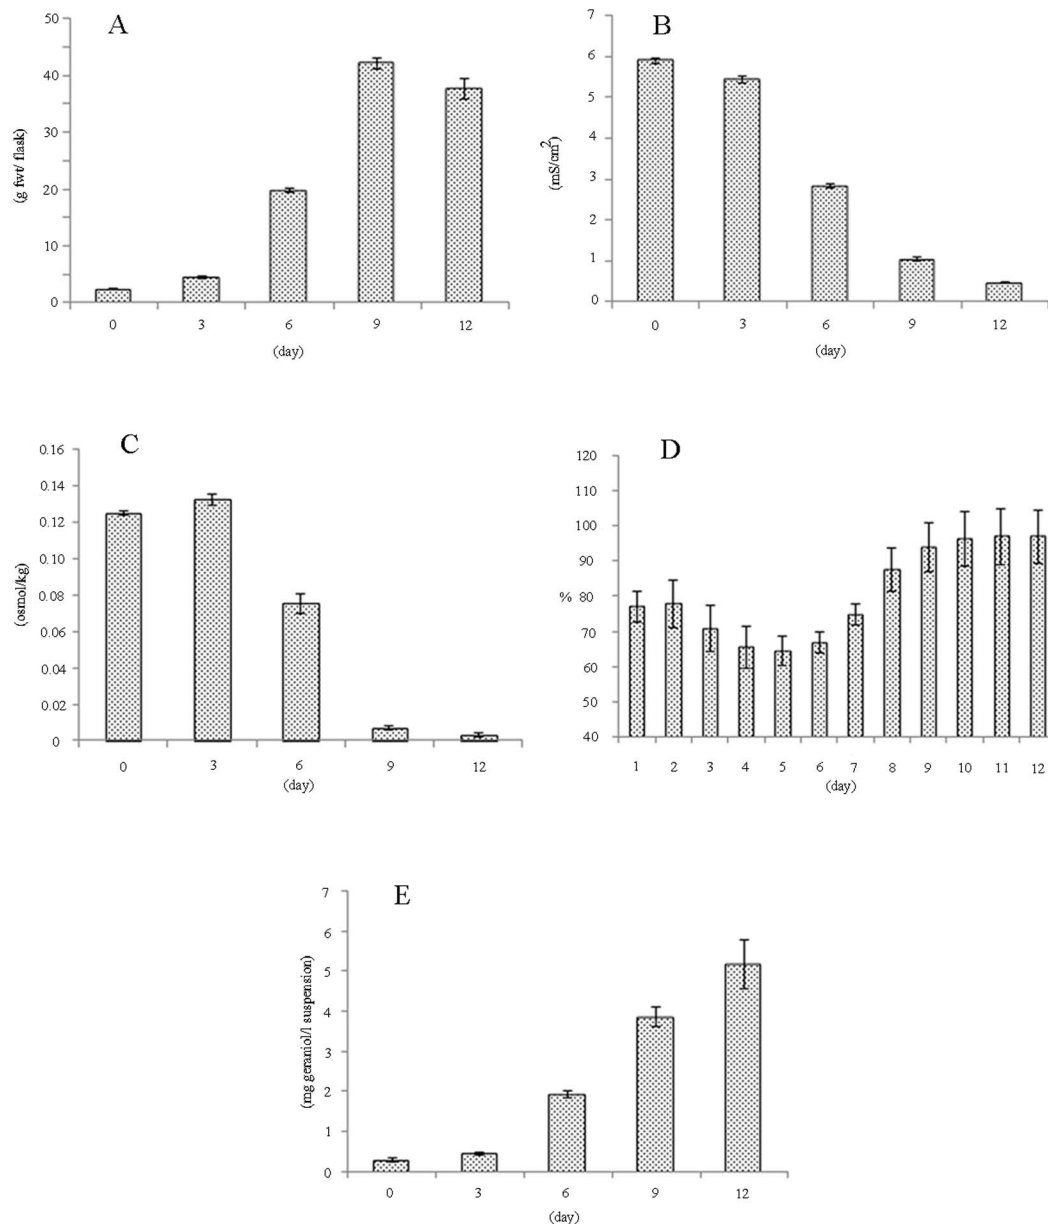 A
50
40
30
20
10
0
(g fwt/ flask)
0 3 6 9 12
(day)
B
7
6
5
4
3
2
1
0
(mS/cm²)
0 3 6 9 12
(day)
C
0.16
0.14
0.12
0.10
0.08
0.06
0.04
0.02
0
(osmol/kg)
0 3 6 9 12
(day)
D
120
110
100
90
% 80
70
60
50
40
1 2 3 4 5 6 7 8 9 10 11 12
(day)
E
7
6
5
4
3
2
1
0
(mg geraniol/l suspension)
0 3 6 9 12
(day)